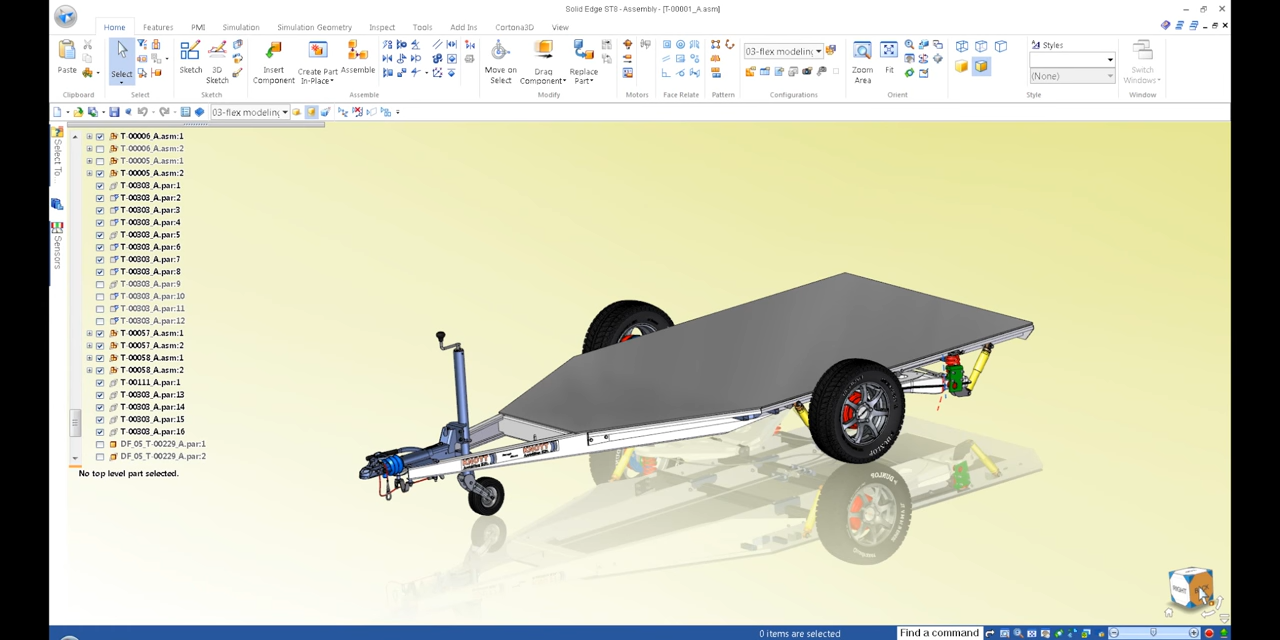 Solid Edge ST8 - Assembly - [T-00001_A.asm]
Home Features PMI Simulation Simulation Geometry Inspect Tools Add Ins Cortona3D View
Paste
Select
Sketch
3D Sketch
Insert Component
Create Part In-Place
Assemble
Move on Select
Drag Component
Replace Part
03-flex modeling
Zoom Area
Fit
Styles
(None)
Switch Windows
Clipboard Select Sketch Assemble Modify Motors Face Relate Pattern Configurations Orient Style Window
03-flex modeling
Select To...
Sensors
T-00006_A.asm:1
T-00006_A.asm:2
T-00005_A.asm:1
T-00005_A.asm:2
T-00303_A.par:1
T-00303_A.par:2
T-00303_A.par:3
T-00303_A.par:4
T-00303_A.par:5
T-00303_A.par:6
T-00303_A.par:7
T-00303_A.par:8
T-00303_A.par:9
T-00303_A.par:10
T-00303_A.par:11
T-00303_A.par:12
T-00057_A.asm:1
T-00057_A.asm:2
T-00058_A.asm:1
T-00058_A.asm:2
T-00111_A.par:1
T-00303_A.par:13
T-00303_A.par:14
T-00303_A.par:15
T-00303_A.par:16
DF_05_T-00229_A.par:1
DF_05_T-00229_A.par:2
No top level part selected.
KNOTT
KNOTT
DUNLOP
RIGHT
0 items are selected
Find a command